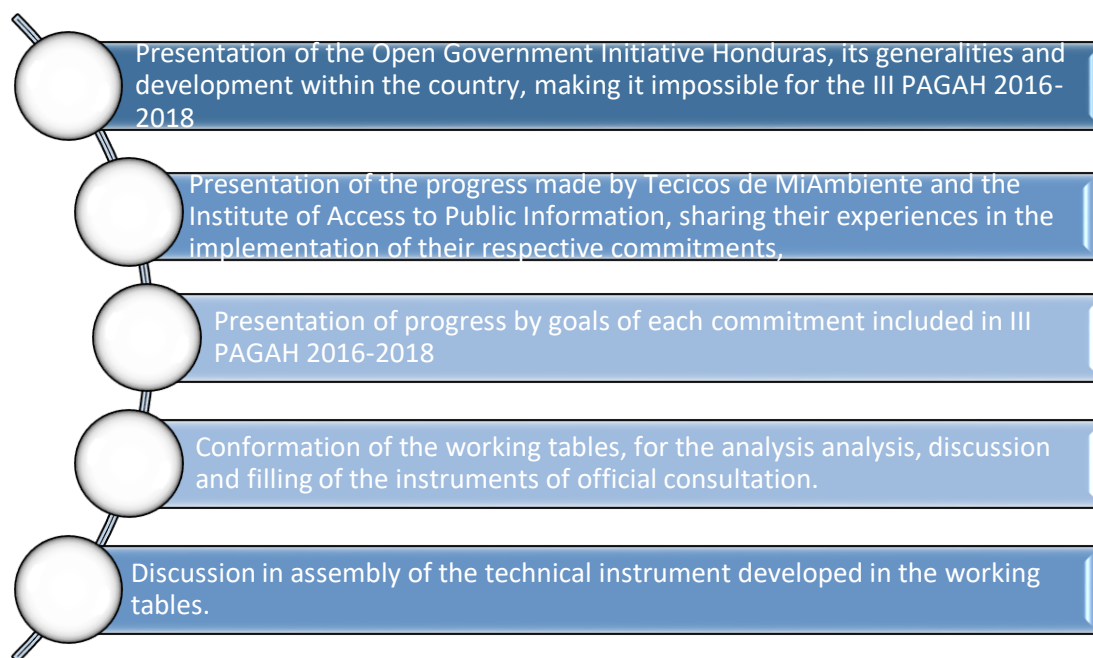 Presentation of the Open Government Initiative Honduras, its generalities and
development within the country, making it impossible for the III PAGAH 2016-
2018
Presentation of the progress made by Tecicos de MiAmbiente and the
Institute of Access to Public Information, sharing their experiences in the
implementation of their respective commitments,
Presentation of progress by goals of each commitment included in III
PAGAH 2016-2018
Conformation of the working tables, for the analysis analysis, discussion
and filling of the instruments of official consultation.
Discussion in assembly of the technical instrument developed in the working
tables.